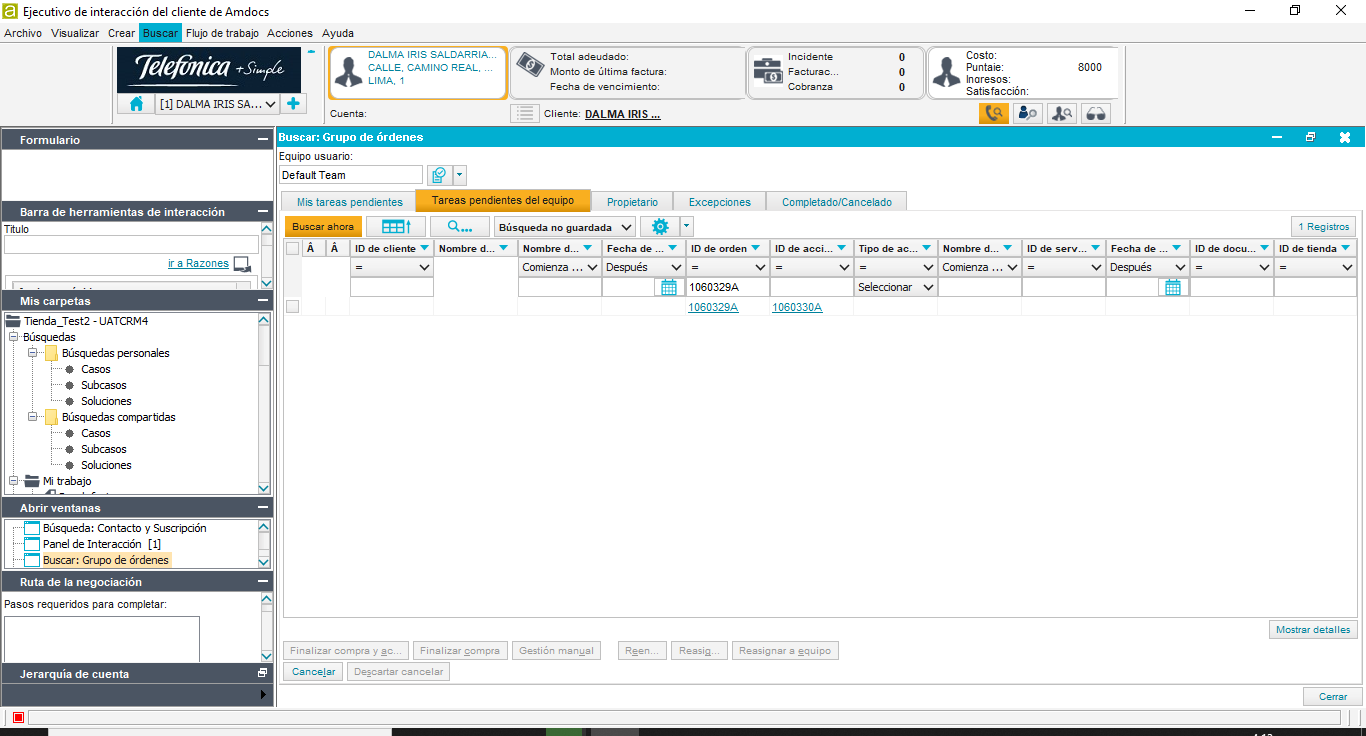 Ejecutivo de interacción del cliente de Amdocs
Archivo Visualizar Crear Buscar Flujo de trabajo Acciones Ayuda
Telefónica +Simple
[1] DALMA IRIS SA...
DALMA IRIS SALDARRIA...
CALLE, CAMINO REAL, ...
LIMA, 1
Total adeudado:
Monto de última factura:
Fecha de vencimiento:
Incidente 0
Facturac... 0
Cobranza 0
Costo:
Puntaie: 8000
Ingresos:
Satisfacción:
Cuenta:
Cliente: DALMA IRIS ...
Formulario
Barra de herramientas de interacción
Titulo
ir a Razones
Mis carpetas
Tienda_Test2 - UATCRM4
Búsquedas
Búsquedas personales
Casos
Subcasos
Soluciones
Búsquedas compartidas
Casos
Subcasos
Soluciones
Mi trabajo
Abrir ventanas
Búsqueda: Contacto y Suscripción
Panel de Interacción [1]
Buscar: Grupo de órdenes
Ruta de la negociación
Pasos requeridos para completar:
Jerarquía de cuenta
Buscar: Grupo de órdenes
Equipo usuario:
Default Team
Mis tareas pendientes Tareas pendientes del equipo Propietario Excepciones Completado/Cancelado
Buscar ahora Búsqueda no guardada 1 Registros
Â Â ID de cliente Nombre d... Nombre d... Fecha de ... ID de orden ID de acci... Tipo de ac... Nombre d... ID de serv... Fecha de ... ID de docu... ID de tienda
= Comienza ... Después = = = Comienza ... = Después = =
1060329A Seleccionar
1060329A 1060330A
Mostrar detalles
Finalizar compra y ac... Finalizar compra Gestión manual Reen... Reasig... Reasignar a equipo
Cancelar Descartar cancelar
Cerrar